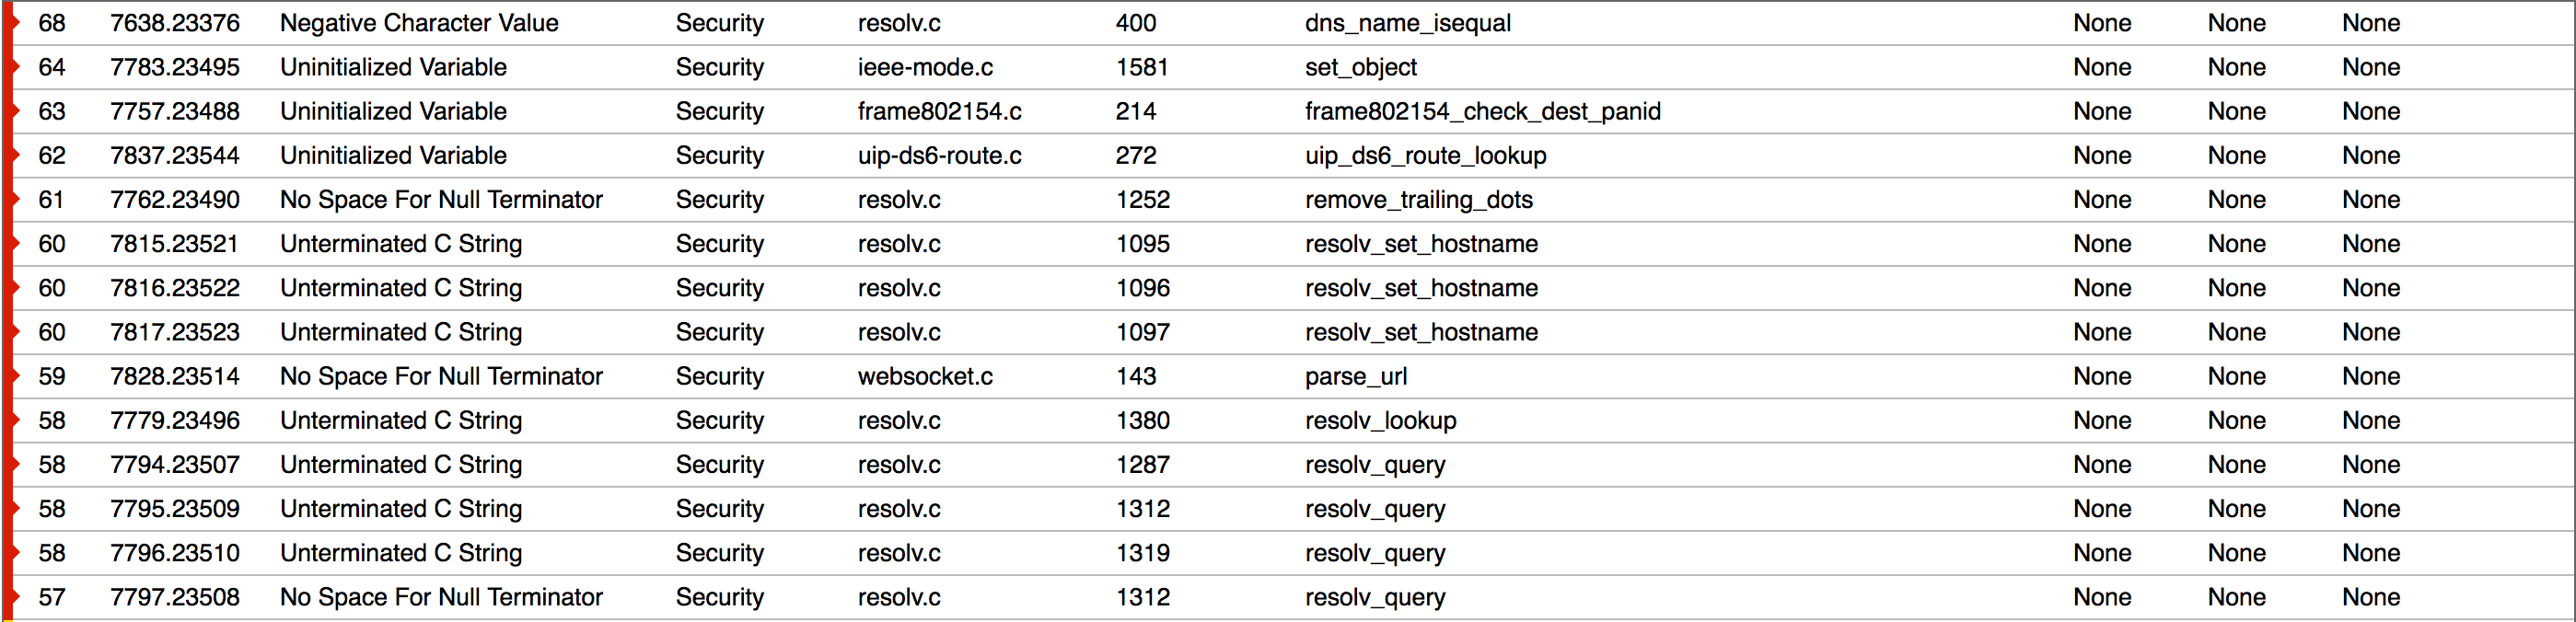 68 7638.23376 Negative Character Value Security resolv.c 400 dns_name_isequal None None None
64 7783.23495 Uninitialized Variable Security ieee-mode.c 1581 set_object None None None
63 7757.23488 Uninitialized Variable Security frame802154.c 214 frame802154_check_dest_panid None None None
62 7837.23544 Uninitialized Variable Security uip-ds6-route.c 272 uip_ds6_route_lookup None None None
61 7762.23490 No Space For Null Terminator Security resolv.c 1252 remove_trailing_dots None None None
60 7815.23521 Unterminated C String Security resolv.c 1095 resolv_set_hostname None None None
60 7816.23522 Unterminated C String Security resolv.c 1096 resolv_set_hostname None None None
60 7817.23523 Unterminated C String Security resolv.c 1097 resolv_set_hostname None None None
59 7828.23514 No Space For Null Terminator Security websocket.c 143 parse_url None None None
58 7779.23496 Unterminated C String Security resolv.c 1380 resolv_lookup None None None
58 7794.23507 Unterminated C String Security resolv.c 1287 resolv_query None None None
58 7795.23509 Unterminated C String Security resolv.c 1312 resolv_query None None None
58 7796.23510 Unterminated C String Security resolv.c 1319 resolv_query None None None
57 7797.23508 No Space For Null Terminator Security resolv.c 1312 resolv_query None None None